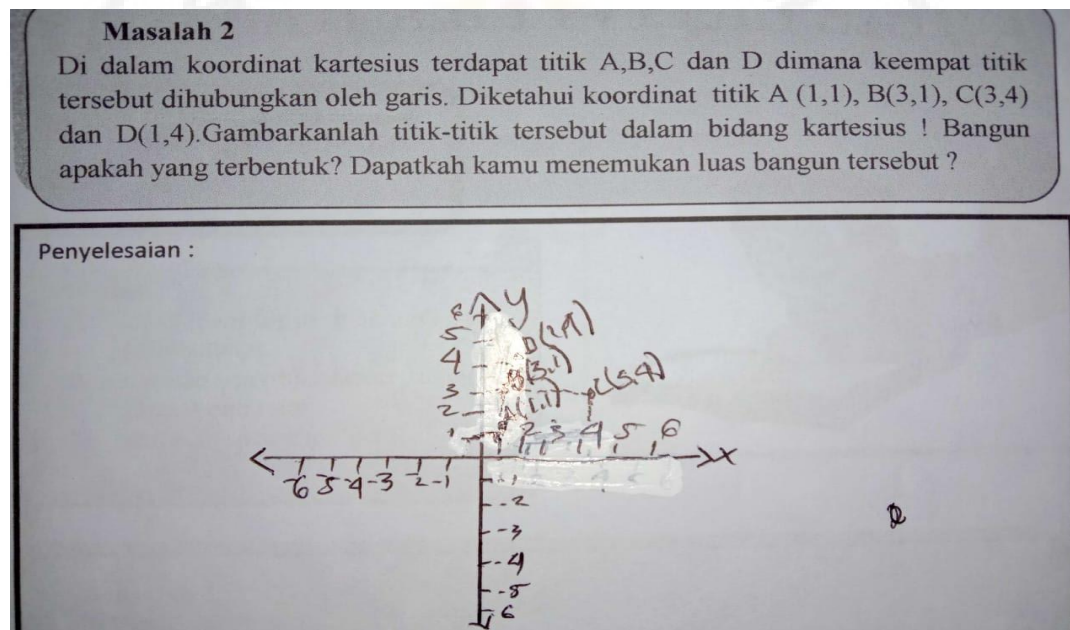 Masalah 2
Di dalam koordinat kartesius terdapat titik A,B,C dan D dimana keempat titik
tersebut dihubungkan oleh garis. Diketahui koordinat titik A (1,1), B(3,1), C(3,4)
dan D(1,4).Gambarkanlah titik-titik tersebut dalam bidang kartesius ! Bangun
apakah yang terbentuk? Dapatkah kamu menemukan luas bangun tersebut ?
Penyelesaian :
y
6
5
4
3
2
1
B(3,1)
A(1,1)
2 3 4 5 6
x
-6 -5 -4 -3 -2 -1
-2
-3
-4
-5
6